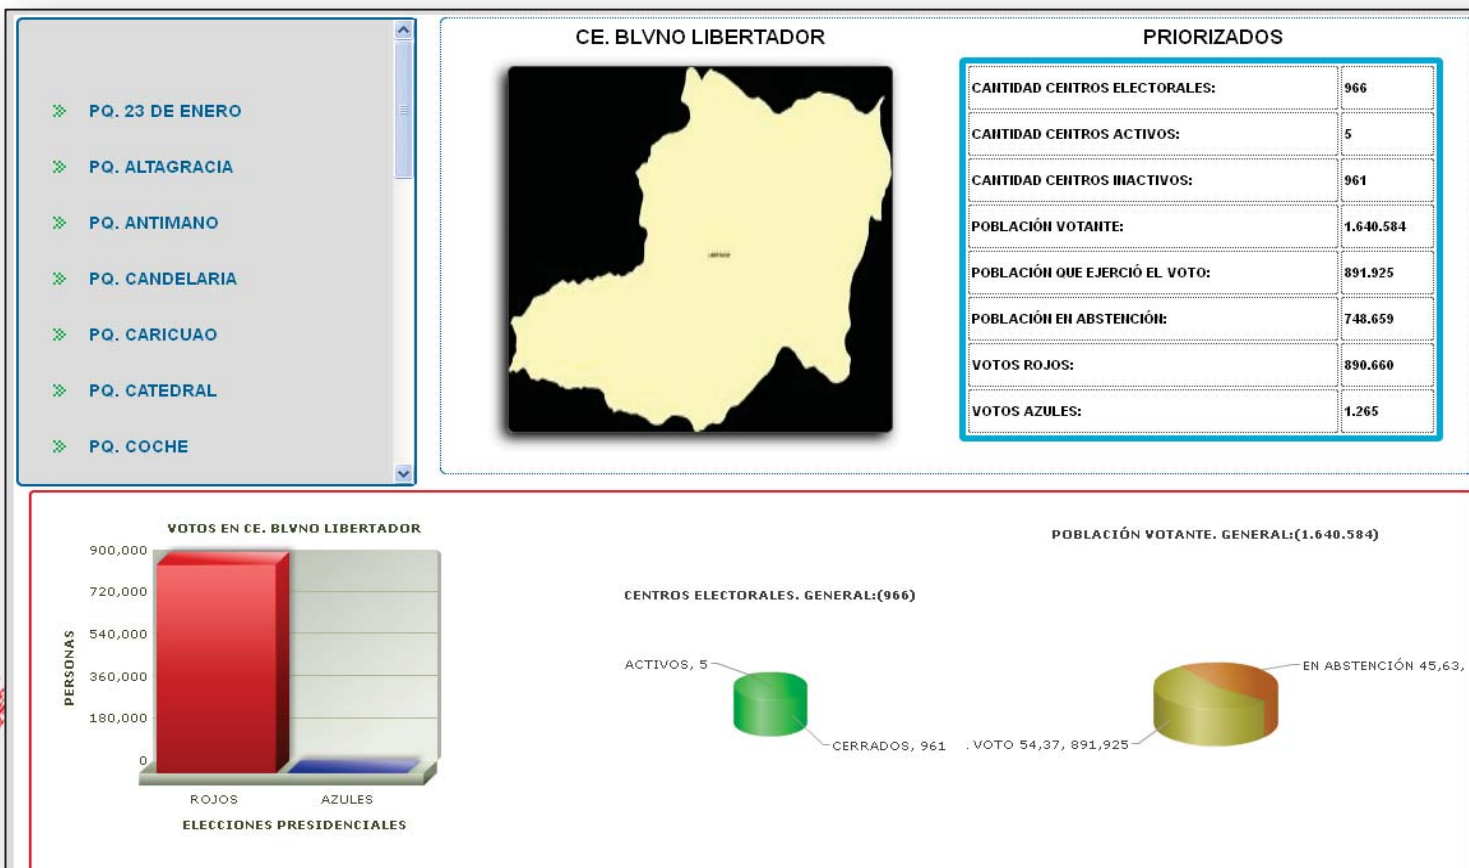 PQ. 23 DE ENERO
PQ. ALTAGRACIA
PQ. ANTIMANO
PQ. CANDELARIA
PQ. CARICUAO
PQ. CATEDRAL
PQ. COCHE
CE. BLVNO LIBERTADOR
PRIORIZADOS
CANTIDAD CENTROS ELECTORALES: 966
CANTIDAD CENTROS ACTIVOS: 5
CANTIDAD CENTROS INACTIVOS: 961
POBLACIÓN VOTANTE: 1.640.584
POBLACIÓN QUE EJERCIÓ EL VOTO: 891.925
POBLACIÓN EN ABSTENCIÓN: 748.659
VOTOS ROJOS: 890.660
VOTOS AZULES: 1.265
VOTOS EN CE. BLVNO LIBERTADOR
900,000
720,000
540,000
360,000
180,000
0
PERSONAS
ROJOS AZULES
ELECCIONES PRESIDENCIALES
CENTROS ELECTORALES. GENERAL:(966)
ACTIVOS, 5
CERRADOS, 961
POBLACIÓN VOTANTE. GENERAL:(1.640.584)
EN ABSTENCIÓN 45,63,
. VOTO 54,37, 891,925